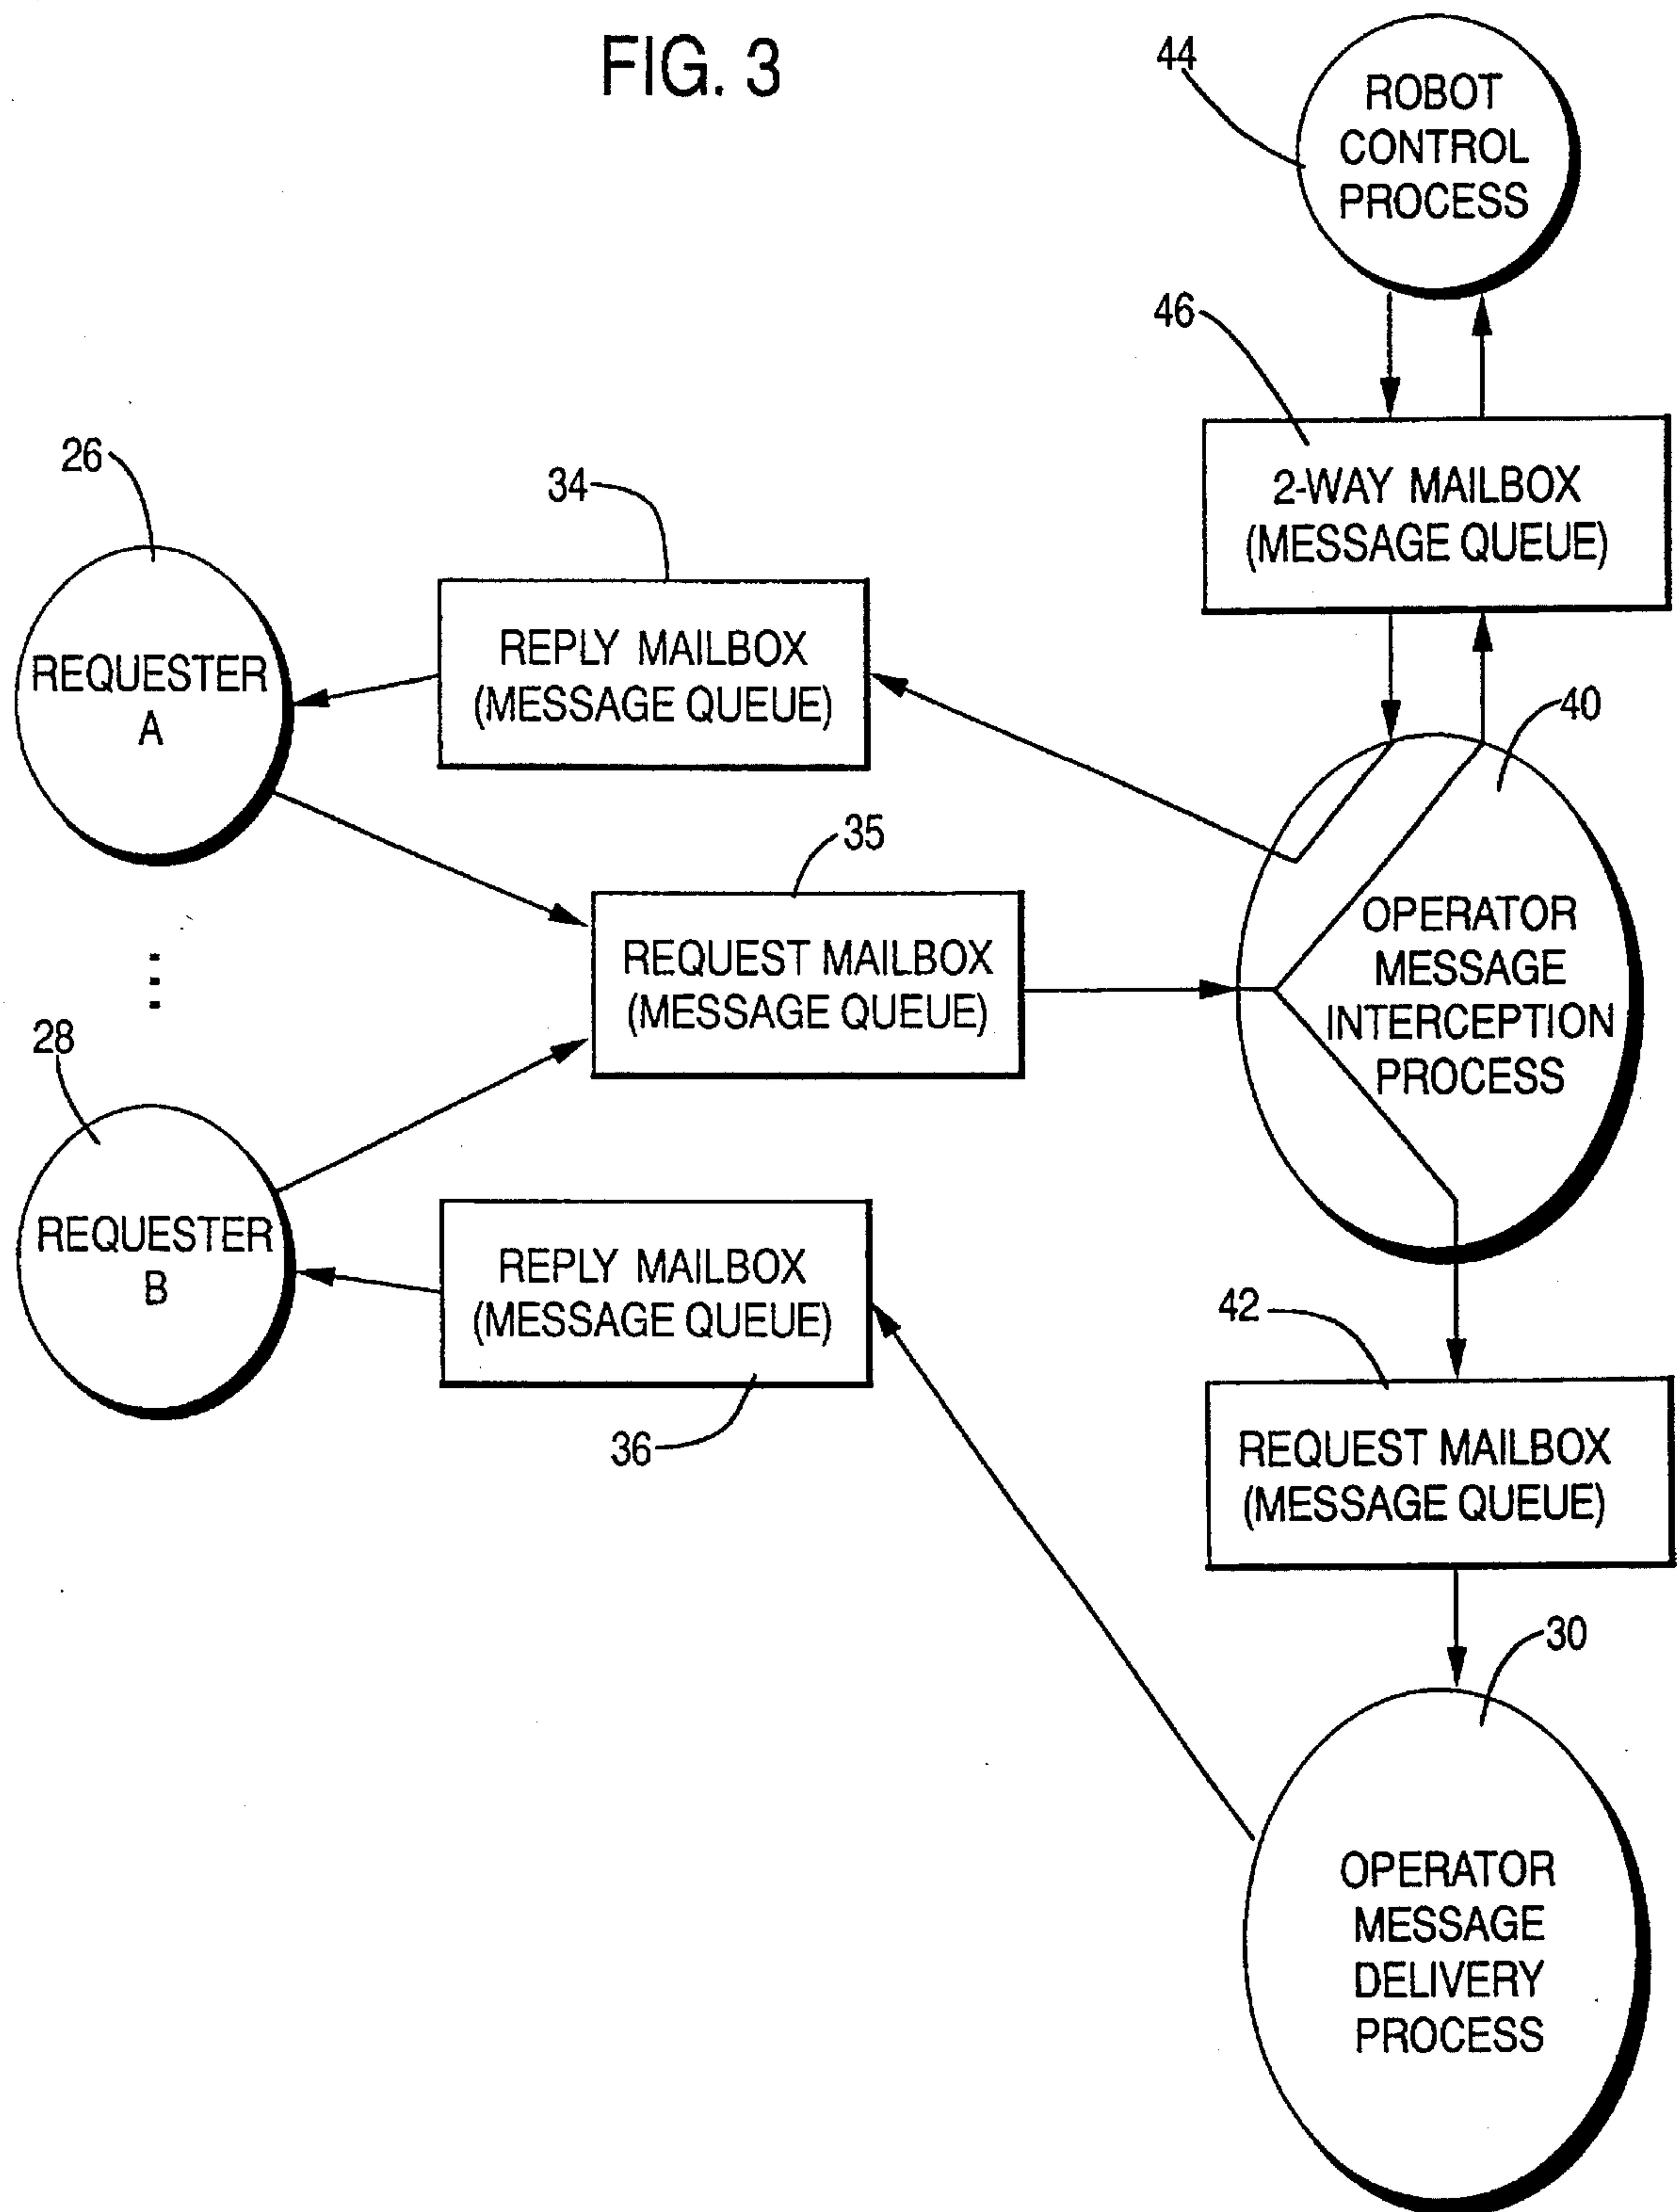 FIG. 3
44
ROBOT
CONTROL
PROCESS
46
2-WAY MAILBOX
(MESSAGE QUEUE)
26
REQUESTER
A
34
REPLY MAILBOX
(MESSAGE QUEUE)
40
OPERATOR
MESSAGE
INTERCEPTION
PROCESS
35
REQUEST MAILBOX
(MESSAGE QUEUE)
28
REQUESTER
B
REPLY MAILBOX
(MESSAGE QUEUE)
36
42
REQUEST MAILBOX
(MESSAGE QUEUE)
30
OPERATOR
MESSAGE
DELIVERY
PROCESS